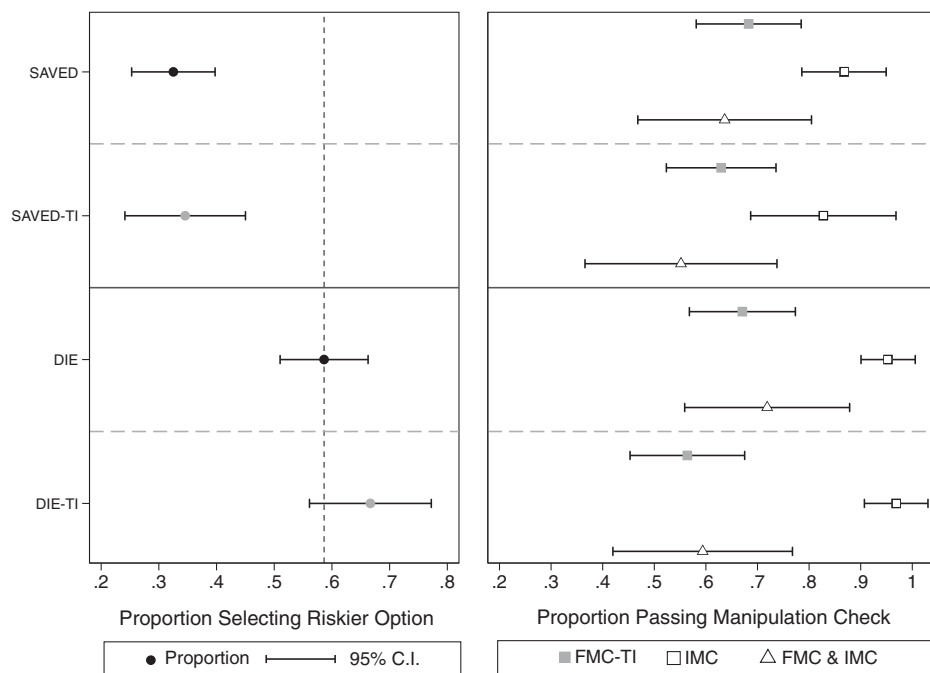 SAVED
SAVED-TI
DIE
DIE-TI
.2 .3 .4 .5 .6 .7 .8
.2 .3 .4 .5 .6 .7 .8 .9 1
Proportion Selecting Riskier Option
Proportion Passing Manipulation Check
Proportion 95% C.I.
FMC-TI IMC FMC & IMC